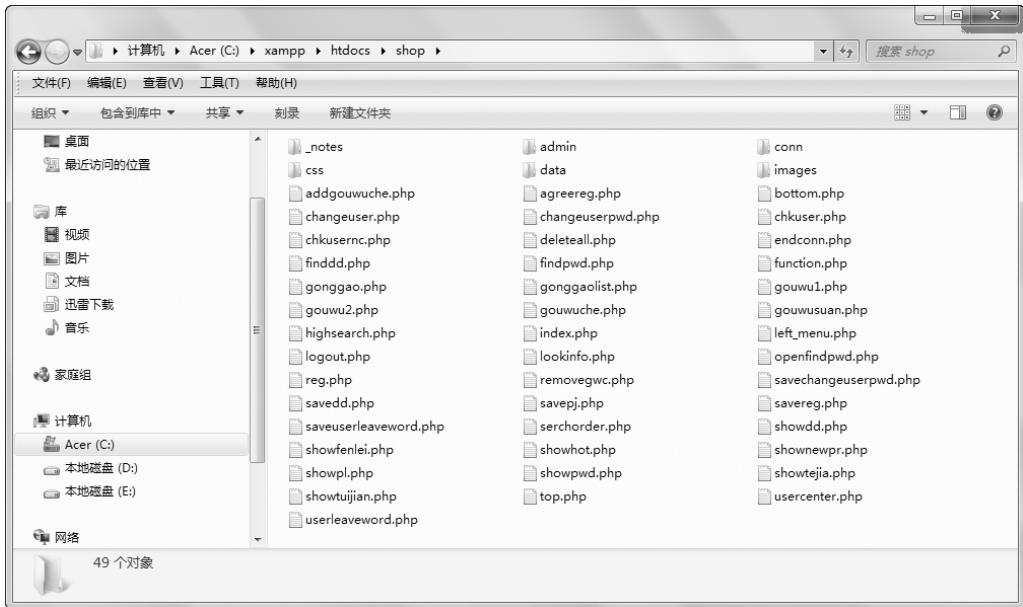 计算机 Acer (C:) xampp htdocs shop
搜索 shop
文件(F) 编辑(E) 查看(V) 工具(T) 帮助(H)
组织 包含到库中 共享 刻录 新建文件夹
桌面
最近访问的位置
库
视频
图片
文档
迅雷下载
音乐
家庭组
计算机
Acer (C:)
本地磁盘 (D:)
本地磁盘 (E:)
网络
_notes admin conn
css data images
addgouwuche.php agreereg.php bottom.php
changeuser.php changeuserpwd.php chkuser.php
chkusernc.php deleteall.php endconn.php
finddd.php findpwd.php function.php
gonggao.php gonggaolist.php gouwu1.php
gouwu2.php gouwuche.php gouwusuan.php
highsearch.php index.php left_menu.php
logout.php lookinfo.php openfindpwd.php
reg.php removegwc.php savechangeuserpwd.php
savedd.php savepj.php savereg.php
saveuserleaveword.php serchorder.php showdd.php
showfenlei.php showhot.php shownewpr.php
showpl.php showpwd.php showtejia.php
showtuijian.php top.php usercenter.php
userleaveword.php
49 个对象